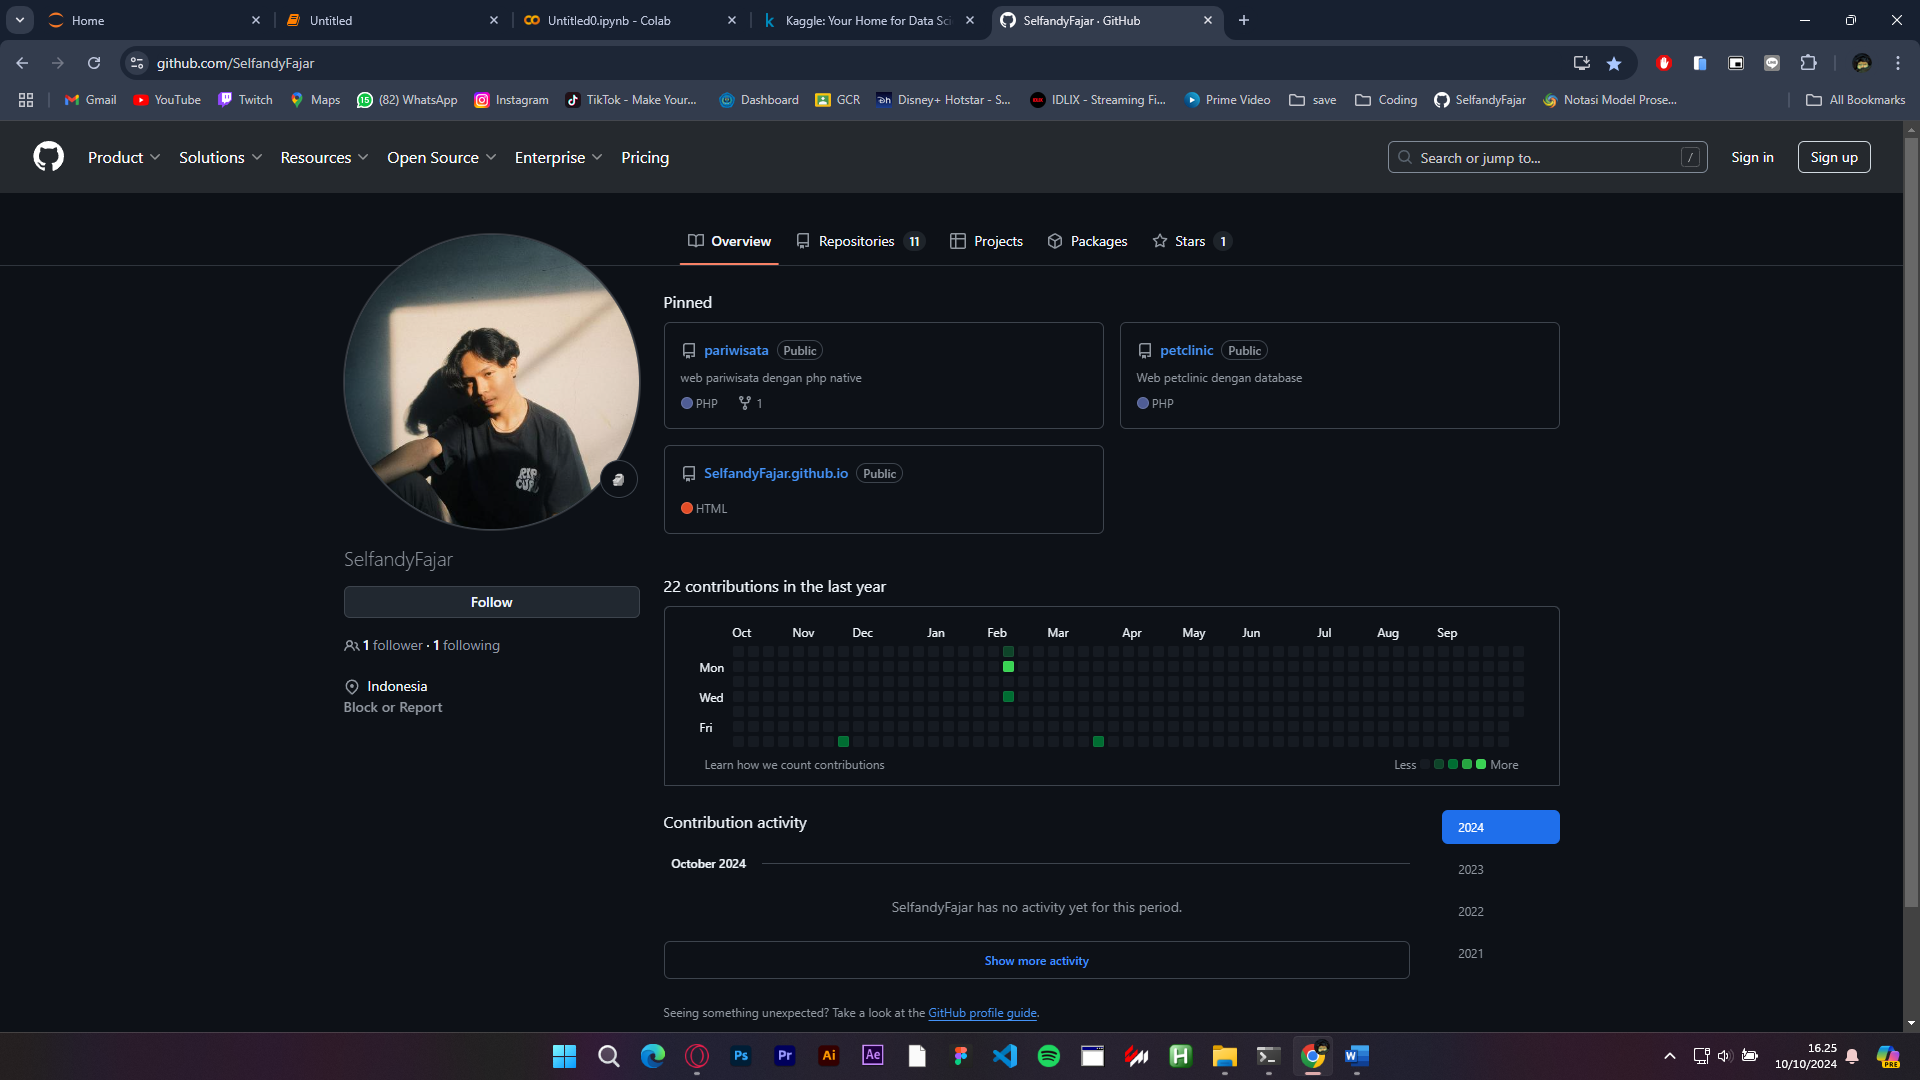 Home
Untitled
Untitled0.ipynb - Colab
Kaggle: Your Home for Data Sci
SelfandyFajar · GitHub
github.com/SelfandyFajar
Gmail
YouTube
Twitch
Maps
(82) WhatsApp
Instagram
TikTok - Make Your...
Dashboard
GCR
Disney+ Hotstar - S...
IDLIX - Streaming Fi...
Prime Video
save
Coding
SelfandyFajar
Notasi Model Prose...
All Bookmarks
Product
Solutions
Resources
Open Source
Enterprise
Pricing
Search or jump to...
/
Sign in
Sign up
Overview
Repositories 11
Projects
Packages
Stars 1
RIP
CUP
SelfandyFajar
Follow
1 follower · 1 following
Indonesia
Block or Report
Pinned
pariwisata Public
web pariwisata dengan php native
PHP 1
petclinic Public
Web petclinic dengan database
PHP
SelfandyFajar.github.io Public
HTML
22 contributions in the last year
Oct Nov Dec Jan Feb Mar Apr May Jun Jul Aug Sep
Mon
Wed
Fri
Learn how we count contributions
Less More
Contribution activity
2024
2023
2022
2021
October 2024
SelfandyFajar has no activity yet for this period.
Show more activity
Seeing something unexpected? Take a look at the GitHub profile guide.
Ps
Pr
Ai
Ae
H
W
16.25
10/10/2024
PRE